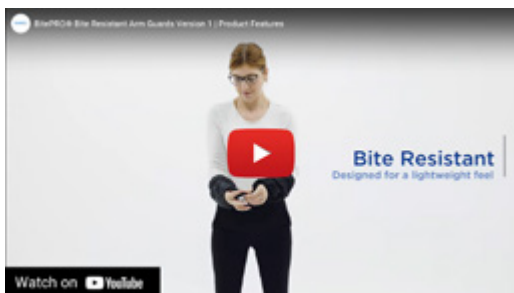 BitePRO® Bite Resistant Arm Guards Version 1 | Product Features
Bite Resistant
Designed for a lightweight feel
Watch on YouTube